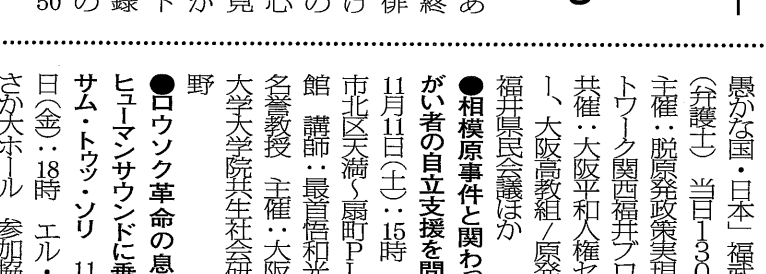 愚かな国・日本」福武
(弁護士) 当日130
主催：脱原発政策実現
トワーク関西福井ブロ
共催：大阪平和人権セ
ー、大阪高教組/原発
福井県民会議ほか
●相模原事件と関わっ
がい者の自立支援を問
11月11日(土)：15時
市北区天満〜扇町PL
館　講師：最首悟和光
名誉教授　主催：大阪
大学大学院共生社会研
野
●ロウソク革命の息
ヒューマンサウンドに乗
サム・トゥッ・ソリ　11
日(金)：18時　エル・
さか大ホール　参加協